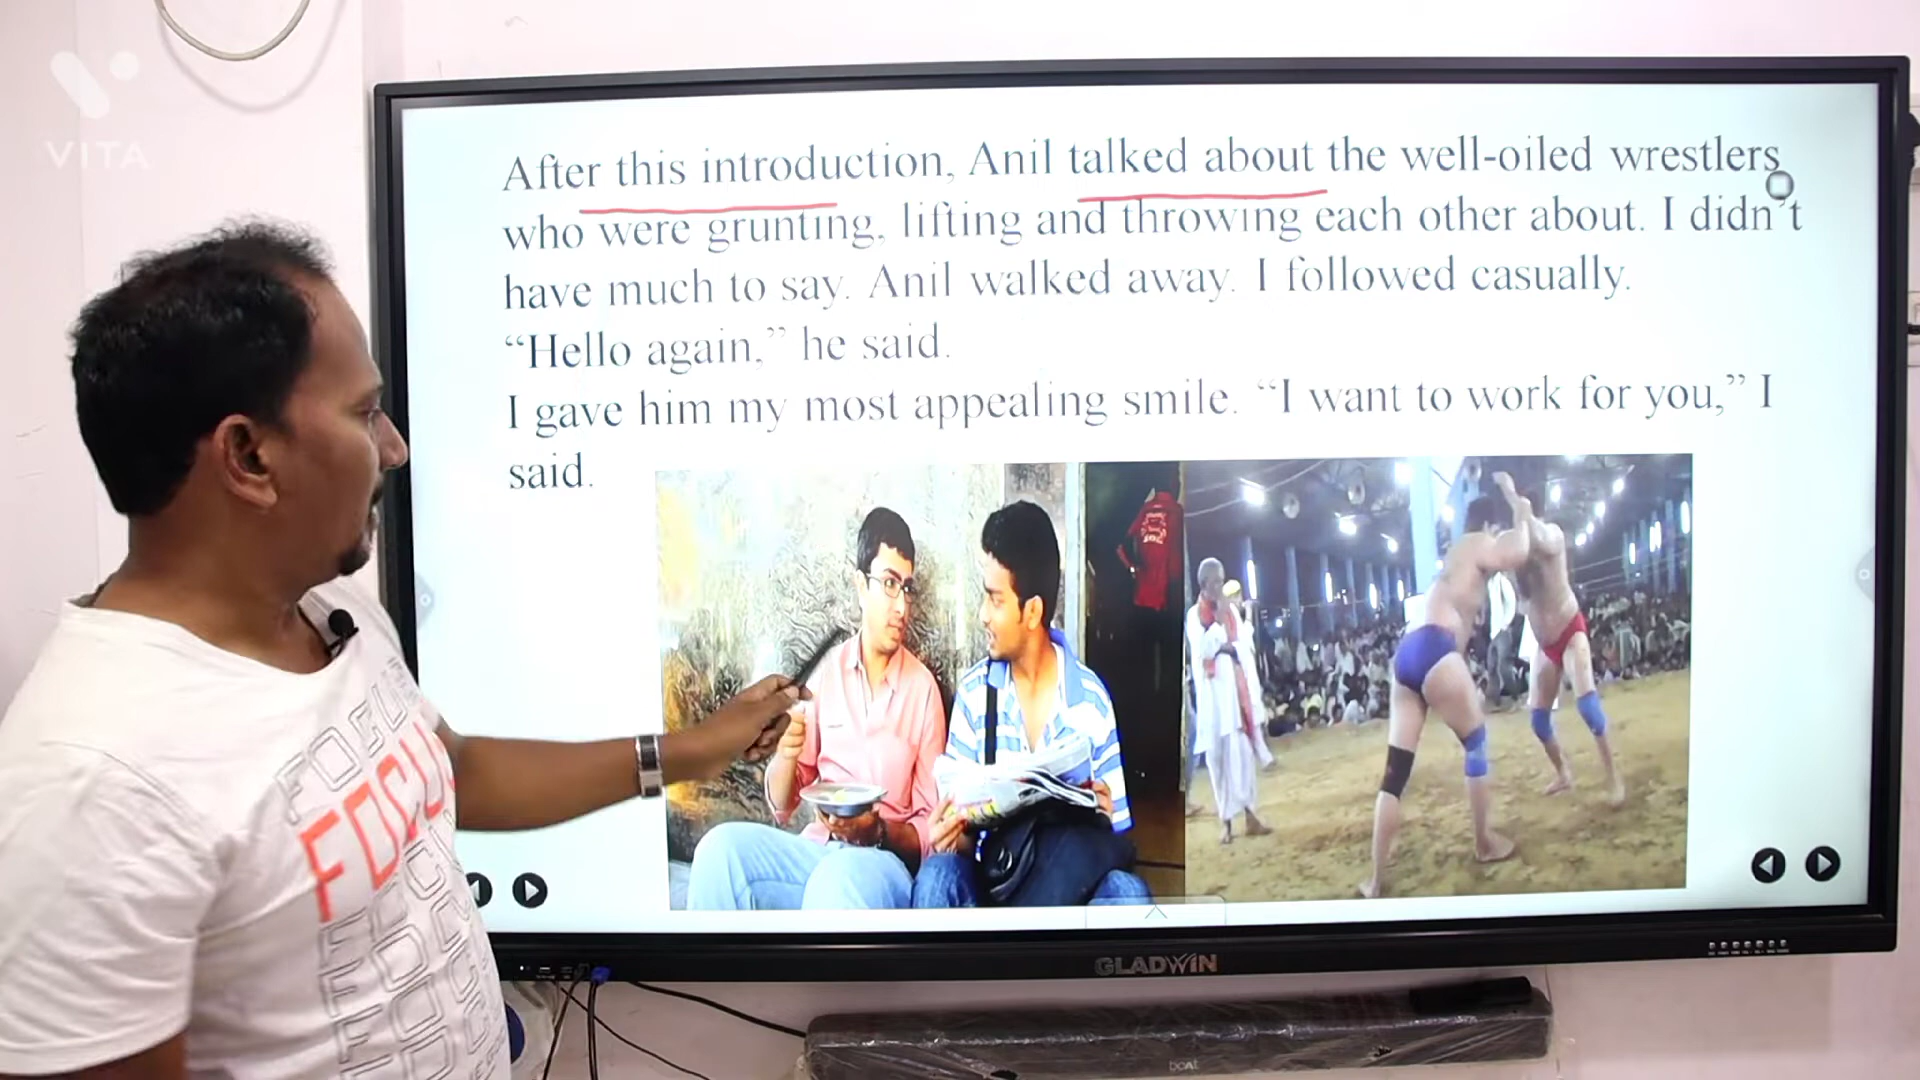 VITA
After this introduction, Anil talked about the well-oiled wrestlers
who were grunting, lifting and throwing each other about. I didn’t
have much to say. Anil walked away. I followed casually.
“Hello again,” he said.
I gave him my most appealing smile. “I want to work for you,” I
said.
FOCUS
FOCUS
GLADWIN
boat